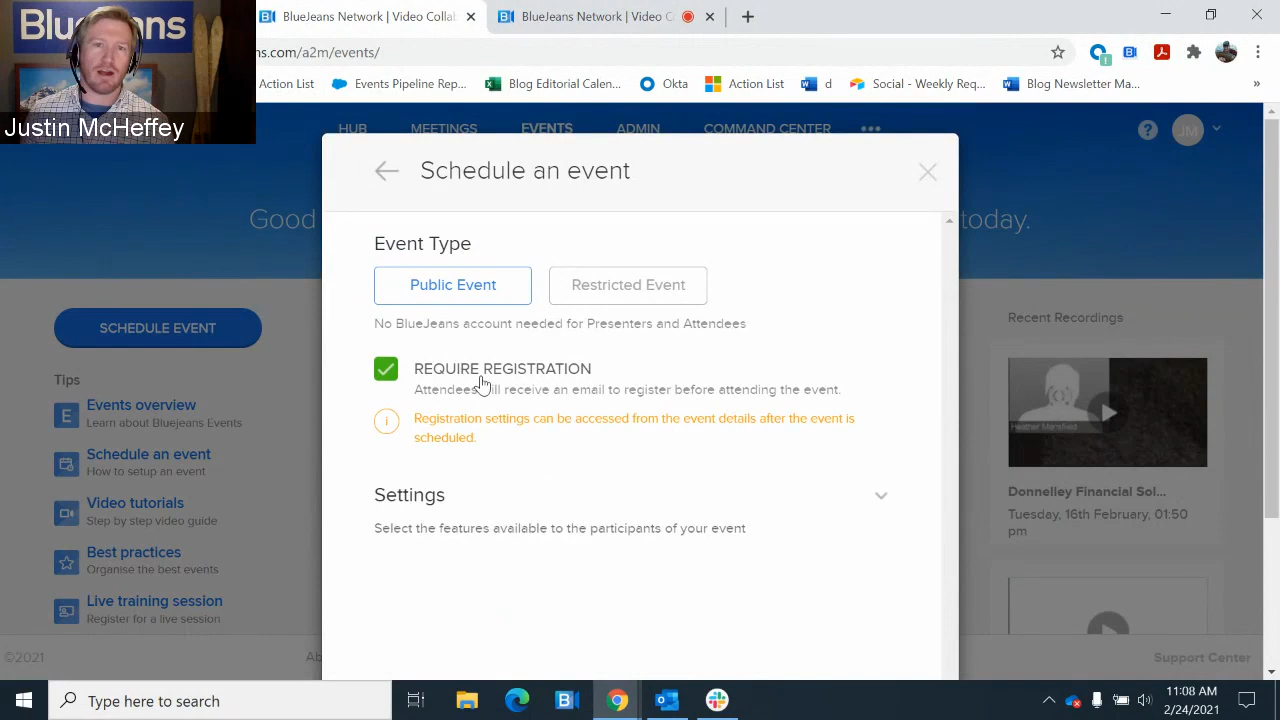 BlueJeans
Justin McHeffey
BlueJeans Network | Video Collab
BlueJeans Network | Video C
ns.com/a2m/events/
Action List
Events Pipeline Rep...
Blog Editorial Calen...
Okta
Action List
d
Social - Weekly Req...
Blog Newsletter Ma...
»
HUB
MEETINGS
EVENTS
ADMIN
COMMAND CENTER
JM
Good
today.
Schedule an event
Event Type
Public Event
Restricted Event
No BlueJeans account needed for Presenters and Attendees
REQUIRE REGISTRATION
Attendees will receive an email to register before attending the event.
Registration settings can be accessed from the event details after the event is
scheduled.
Settings
Select the features available to the participants of your event
SCHEDULE EVENT
Tips
Events overview
Learn about Bluejeans Events
Schedule an event
How to setup an event
Video tutorials
Step by step video guide
Best practices
Organise the best events
Live training session
Register for a live session
Recent Recordings
Heather Mansfield
Donnelley Financial Sol...
Tuesday, 16th February, 01:50
pm
©2021
Ab
Support Center
Type here to search
11:08 AM
2/24/2021